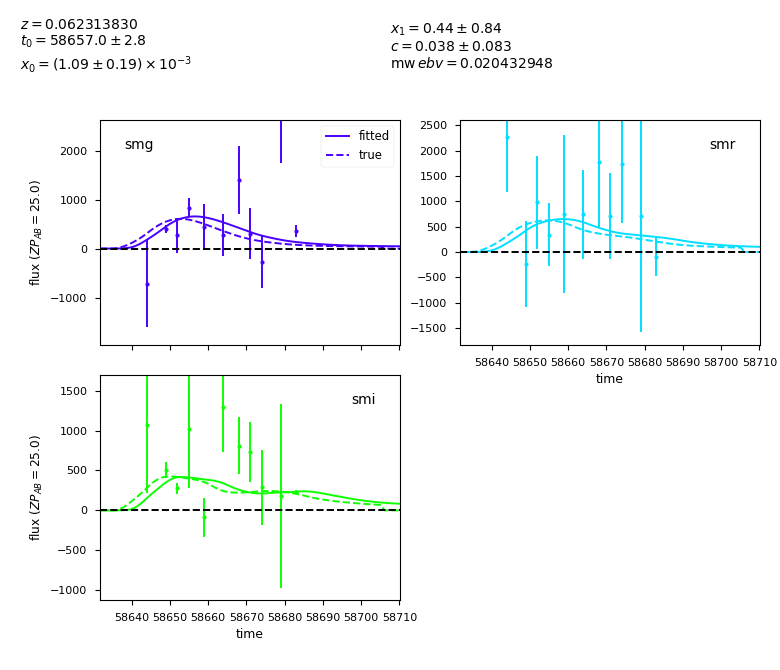 z = 0.062313830
t₀ = 58657.0 ± 2.8
x₀ = (1.09 ± 0.19) × 10⁻³
x₁ = 0.44 ± 0.84
c = 0.038 ± 0.083
mw ebv = 0.020432948
smg
fitted
true
2000
1000
0
−1000
flux (ZP_AB = 25.0)
smr
2500
2000
1500
1000
500
0
−500
−1000
−1500
58640 58650 58660 58670 58680 58690 58700 58710
time
smi
1500
1000
500
0
−500
−1000
flux (ZP_AB = 25.0)
58640 58650 58660 58670 58680 58690 58700 58710
time